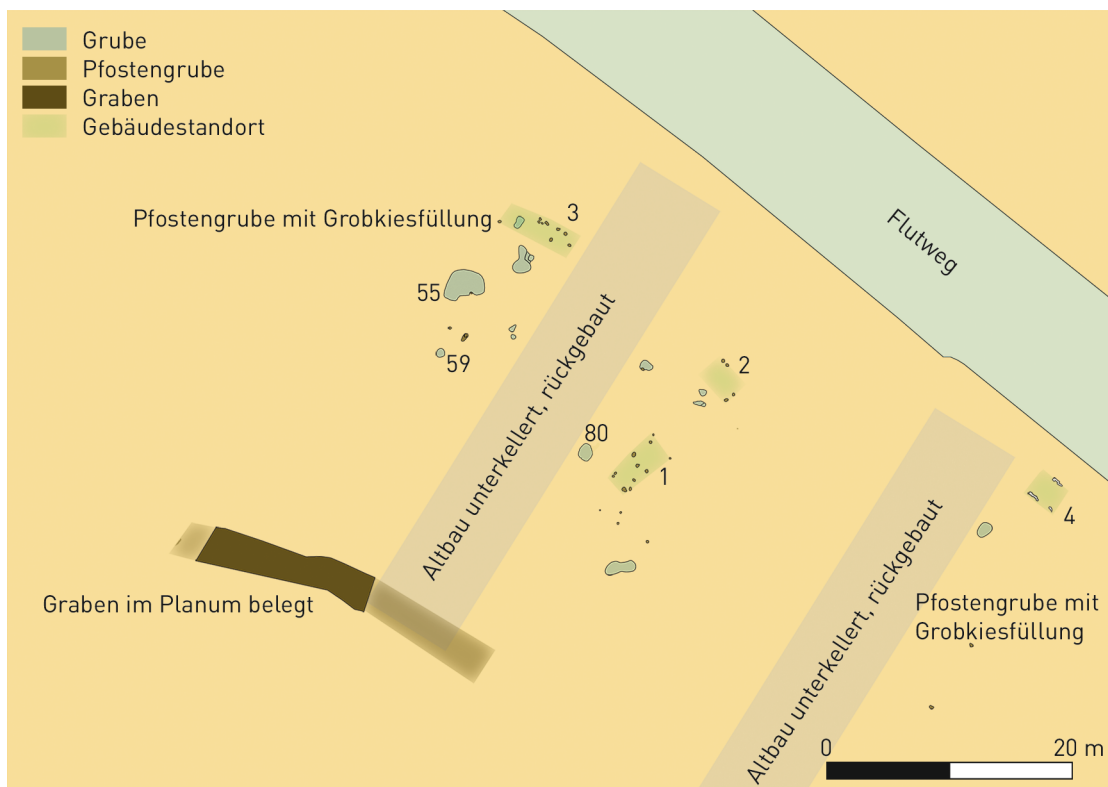 Grube
Pfostengrube
Graben
Gebäudestandort
Pfostengrube mit Grobkiesfüllung
3
Flutweg
55
59
Altbau unterkellert, rückgebaut
2
80
1
4
Altbau unterkellert, rückgebaut
Graben im Planum belegt
Pfostengrube mit
Grobkiesfüllung
0
20 m